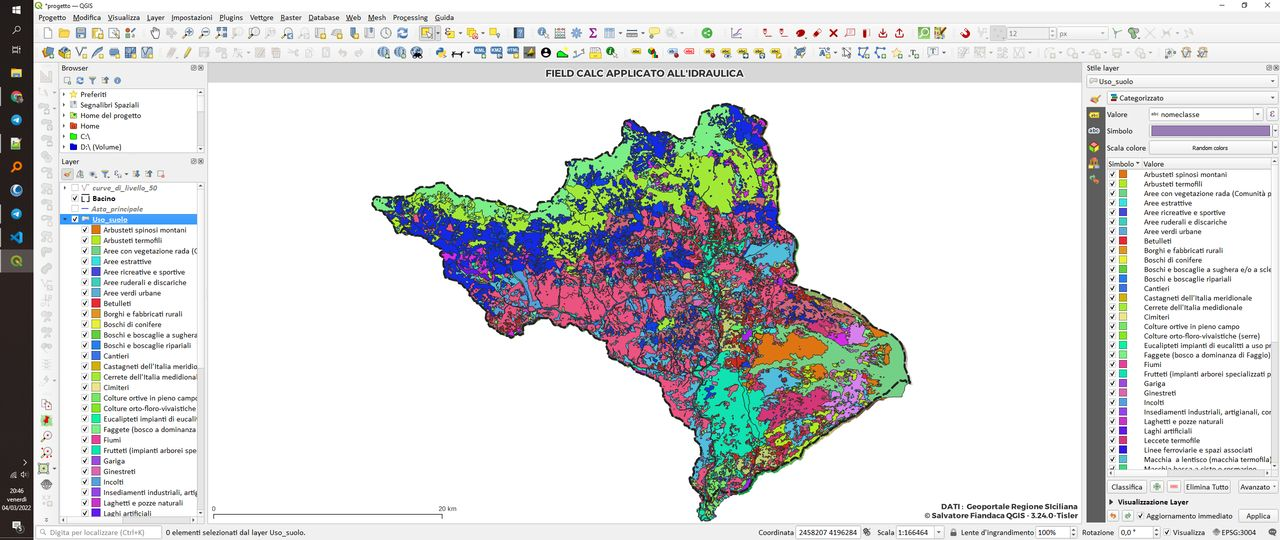 *progetto — QGIS
Progetto Modifica Visualizza Layer Impostazioni Plugins Vettore Raster Database Web Mesh Processing Guida
12 px
Browser
Preferiti
Segnalibri Spaziali
Home del progetto
Home
C:\
D:\ (Volume)
Layer
curve_di_livello_50
Bacino
Asta_principale
Uso_suolo
Arbusteti spinosi montani
Arbusteti termofili
Aree con vegetazione rada (C
Aree estrattive
Aree ricreative e sportive
Aree ruderali e discariche
Aree verdi urbane
Betulleti
Borghi e fabbricati rurali
Boschi di conifere
Boschi e boscaglie a sughera
Boschi e boscaglie ripariali
Cantieri
Castagneti dell'Italia meridio
Cerrete dell'Italia medidional
Cimiteri
Colture ortive in pieno campo
Colture orto-floro-vivaistiche
Eucalipteti impianti di eucali
Faggete (bosco a dominanza
Fiumi
Frutteti (impianti arborei spe
Gariga
Ginestreti
Incolti
Insediamenti industriali, artig
Laghetti e pozze naturali
Laghi artificiali
FIELD CALC APPLICATO ALL'IDRAULICA
0 20 km
DATI : Geoportale Regione Siciliana
© Salvatore Fiandaca QGIS - 3.24.0-Tisler
Stile layer
Uso_suolo
Categorizzato
Valore abc nomeclasse
Simbolo
Scala colore Random colors
Simbolo Valore
Arbusteti spinosi montani
Arbusteti termofili
Aree con vegetazione rada (Comunità p
Aree estrattive
Aree ricreative e sportive
Aree ruderali e discariche
Aree verdi urbane
Betulleti
Borghi e fabbricati rurali
Boschi di conifere
Boschi e boscaglie a sughera e/o a scle
Boschi e boscaglie ripariali
Cantieri
Castagneti dell'Italia meridionale
Cerrete dell'Italia medidionale
Cimiteri
Colture ortive in pieno campo
Colture orto-floro-vivaistiche (serre)
Eucalipteti impianti di eucalitti a uso pr
Faggete (bosco a dominanza di Faggio)
Fiumi
Frutteti (impianti arborei specializzati p
Gariga
Ginestreti
Incolti
Insediamenti industriali, artigianali, con
Laghetti e pozze naturali
Laghi artificiali
Leccete termofile
Linee ferroviarie e spazi associati
Macchia a lentisco (macchia termofila)
Macchia bassa a cisto e rosmarino
Classifica Elimina Tutto Avanzato
Visualizzazione Layer
Aggiornamento immediato Applica
20:46
venerdì
04/03/2022
Digita per localizzare (Ctrl+K) 0 elementi selezionati dal layer Uso_suolo. Coordinata 2458207 4196284 Scala 1:166464 Lente d'ingrandimento 100% Rotazione 0,0 ° Visualizza EPSG:3004